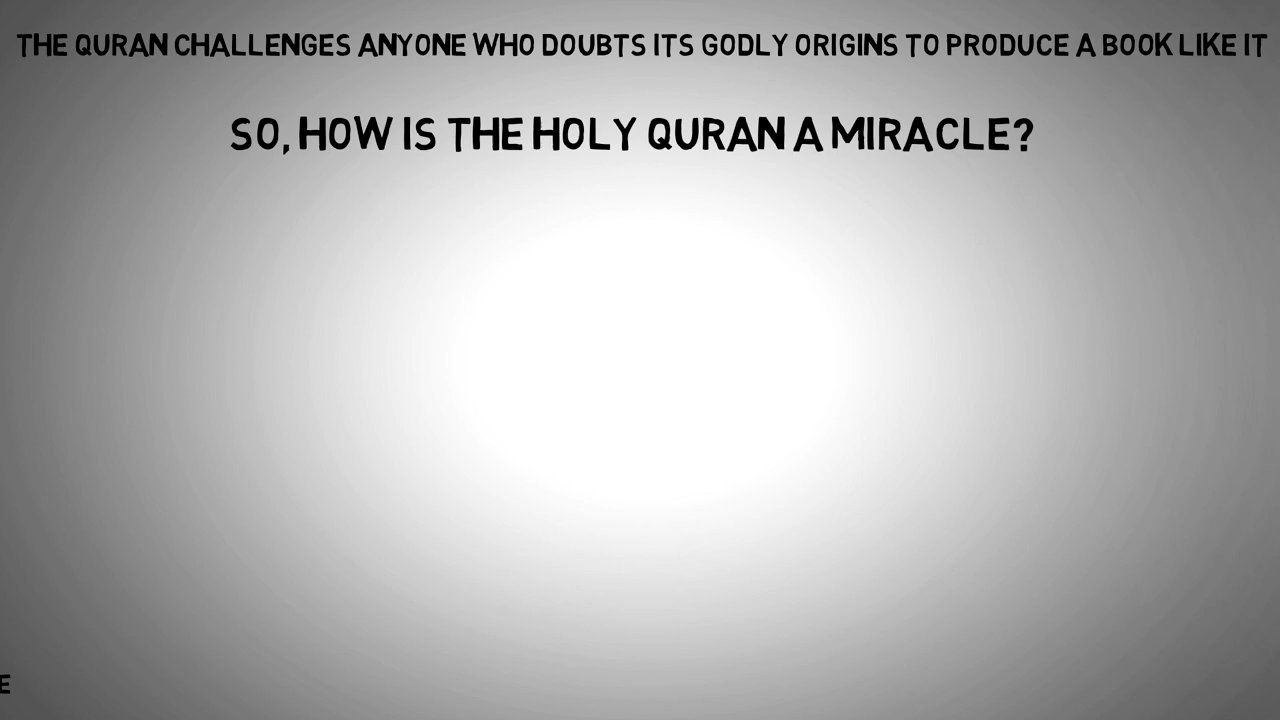 THE QURAN CHALLENGES ANYONE WHO DOUBTS ITS GODLY ORIGINS TO PRODUCE A BOOK LIKE IT
SO, HOW IS THE HOLY QURAN A MIRACLE?
E